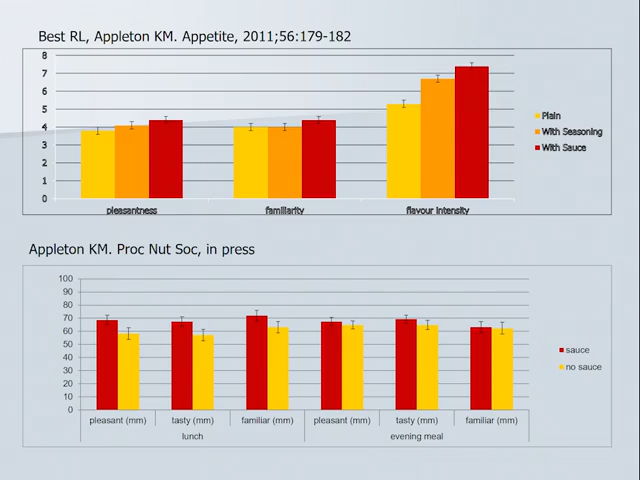 Best RL, Appleton KM. Appetite, 2011;56:179-182
8
7
6
5
4
3
2
1
0
pleasantness familiarity flavour intensity
Plain
With Seasoning
With Sauce
Appleton KM. Proc Nut Soc, in press
100
90
80
70
60
50
40
30
20
10
0
pleasant (mm) tasty (mm) familiar (mm) pleasant (mm) tasty (mm) familiar (mm)
lunch evening meal
sauce
no sauce